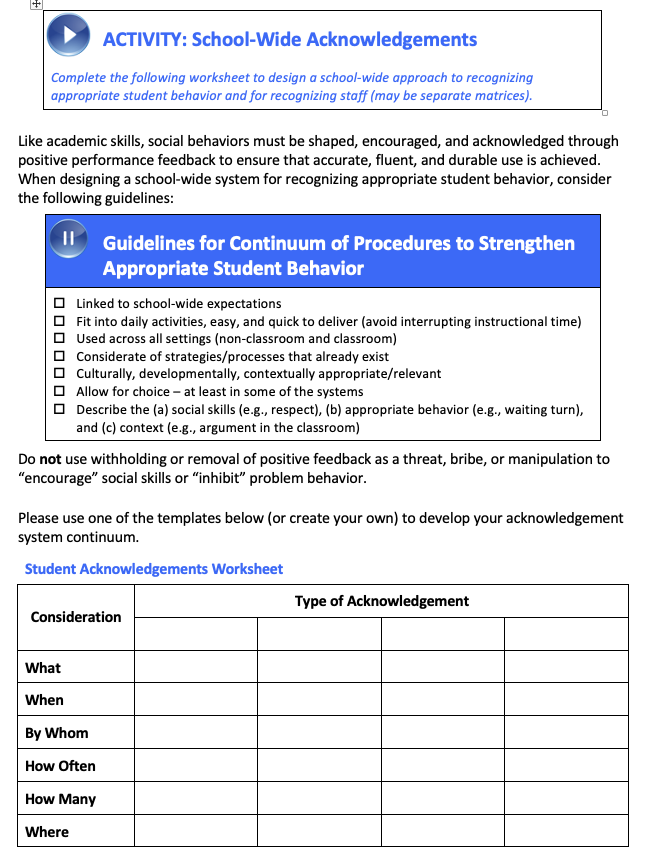 ACTIVITY: School-Wide Acknowledgements
Complete the following worksheet to design a school-wide approach to recognizing
appropriate student behavior and for recognizing staff (may be separate matrices).
Like academic skills, social behaviors must be shaped, encouraged, and acknowledged through
positive performance feedback to ensure that accurate, fluent, and durable use is achieved.
When designing a school-wide system for recognizing appropriate student behavior, consider
the following guidelines:
Guidelines for Continuum of Procedures to Strengthen
Appropriate Student Behavior
☐ Linked to school-wide expectations
☐ Fit into daily activities, easy, and quick to deliver (avoid interrupting instructional time)
☐ Used across all settings (non-classroom and classroom)
☐ Considerate of strategies/processes that already exist
☐ Culturally, developmentally, contextually appropriate/relevant
☐ Allow for choice – at least in some of the systems
☐ Describe the (a) social skills (e.g., respect), (b) appropriate behavior (e.g., waiting turn),
and (c) context (e.g., argument in the classroom)
Do not use withholding or removal of positive feedback as a threat, bribe, or manipulation to
“encourage” social skills or “inhibit” problem behavior.
Please use one of the templates below (or create your own) to develop your acknowledgement
system continuum.
Student Acknowledgements Worksheet
Consideration
Type of Acknowledgement
What
When
By Whom
How Often
How Many
Where